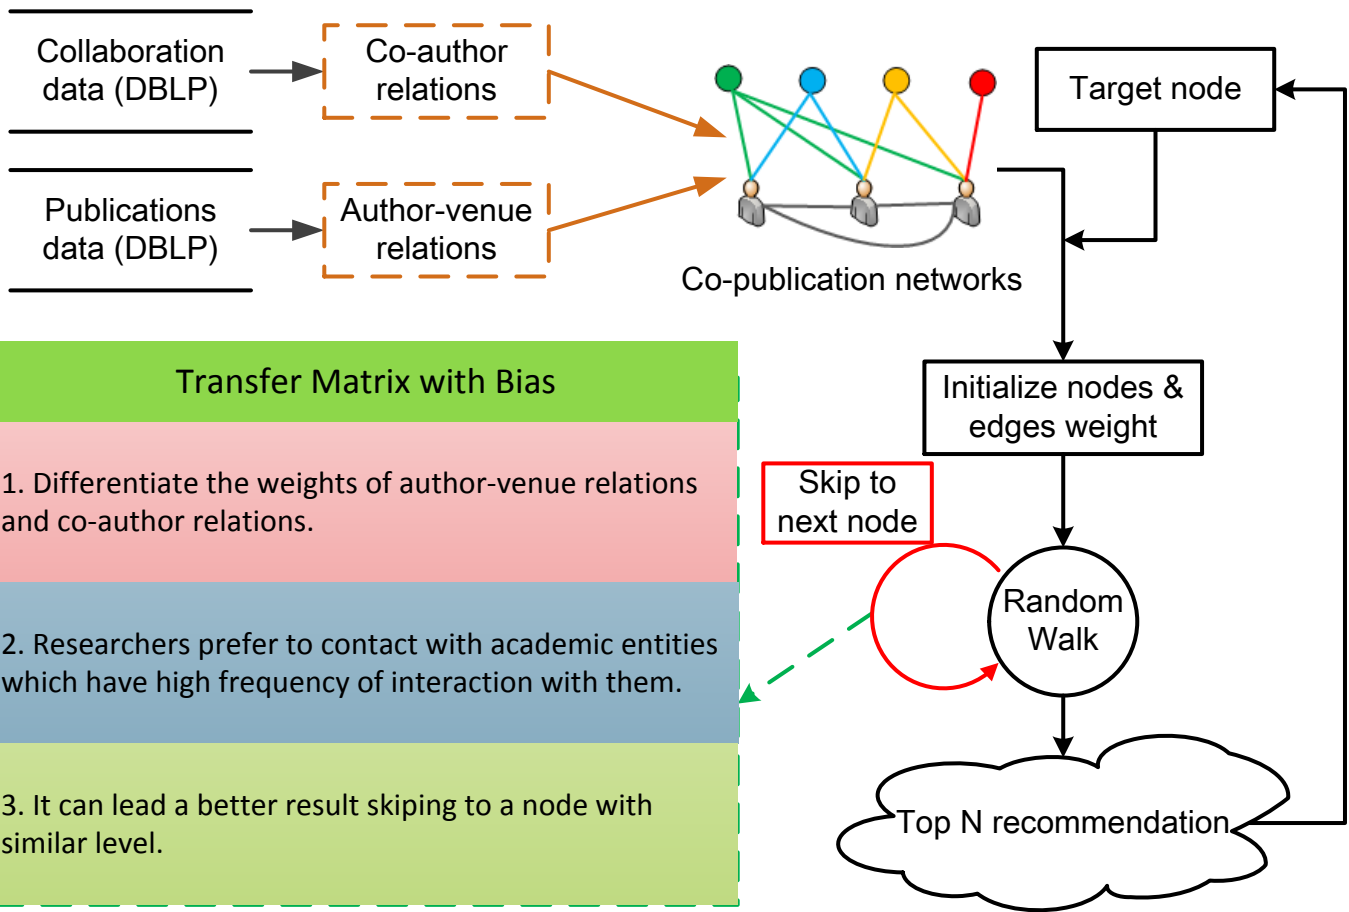 Collaboration
data (DBLP)
Co-author
relations
Target node
Publications
data (DBLP)
Author-venue
relations
Co-publication networks
Transfer Matrix with Bias
1. Differentiate the weights of author-venue relations
and co-author relations.
2. Researchers prefer to contact with academic entities
which have high frequency of interaction with them.
3. It can lead a better result skiping to a node with
similar level.
Initialize nodes &
edges weight
Skip to
next node
Random
Walk
Top N recommendation